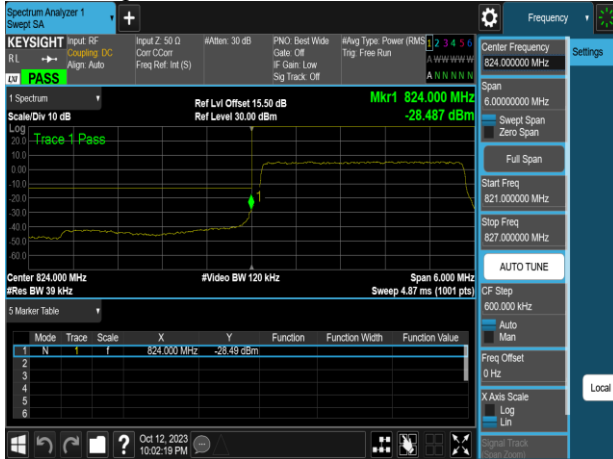 Spectrum Analyzer 1
Swept SA
+
Frequency
KEYSIGHT
RL
Input: RF
Coupling: DC
Align: Auto
Input Z: 50 Ω
Corr CCorr
Freq Ref: Int (S)
#Atten: 30 dB
PNO: Best Wide
Gate: Off
IF Gain: Low
Sig Track: Off
#Avg Type: Power (RMS
Trig: Free Run
1 2 3 4 5 6
A W W W W W
A N N N N N
LXI PASS
1 Spectrum
Scale/Div 10 dB
Ref Lvl Offset 15.50 dB
Ref Level 30.00 dBm
Mkr1 824.000 MHz
-28.487 dBm
Log
Trace 1 Pass
20.0
10.0
0.00
-10.0
-20.0
-30.0
-40.0
-50.0
-60.0
1
Center 824.000 MHz
#Video BW 120 kHz
Span 6.000 MHz
#Res BW 39 kHz
Sweep 4.87 ms (1001 pts)
5 Marker Table
Mode Trace Scale X Y Function Function Width Function Value
1 N 1 f 824.000 MHz -28.49 dBm
2
3
4
5
6
Oct 12, 2023
10:02:19 PM
?
Center Frequency
824.000000 MHz
Settings
Span
6.00000000 MHz
Swept Span
Zero Span
Full Span
Start Freq
821.000000 MHz
Stop Freq
827.000000 MHz
AUTO TUNE
CF Step
600.000 kHz
Auto
Man
Freq Offset
0 Hz
X Axis Scale
Log
Lin
Local
Signal Track
(Span Zoom)